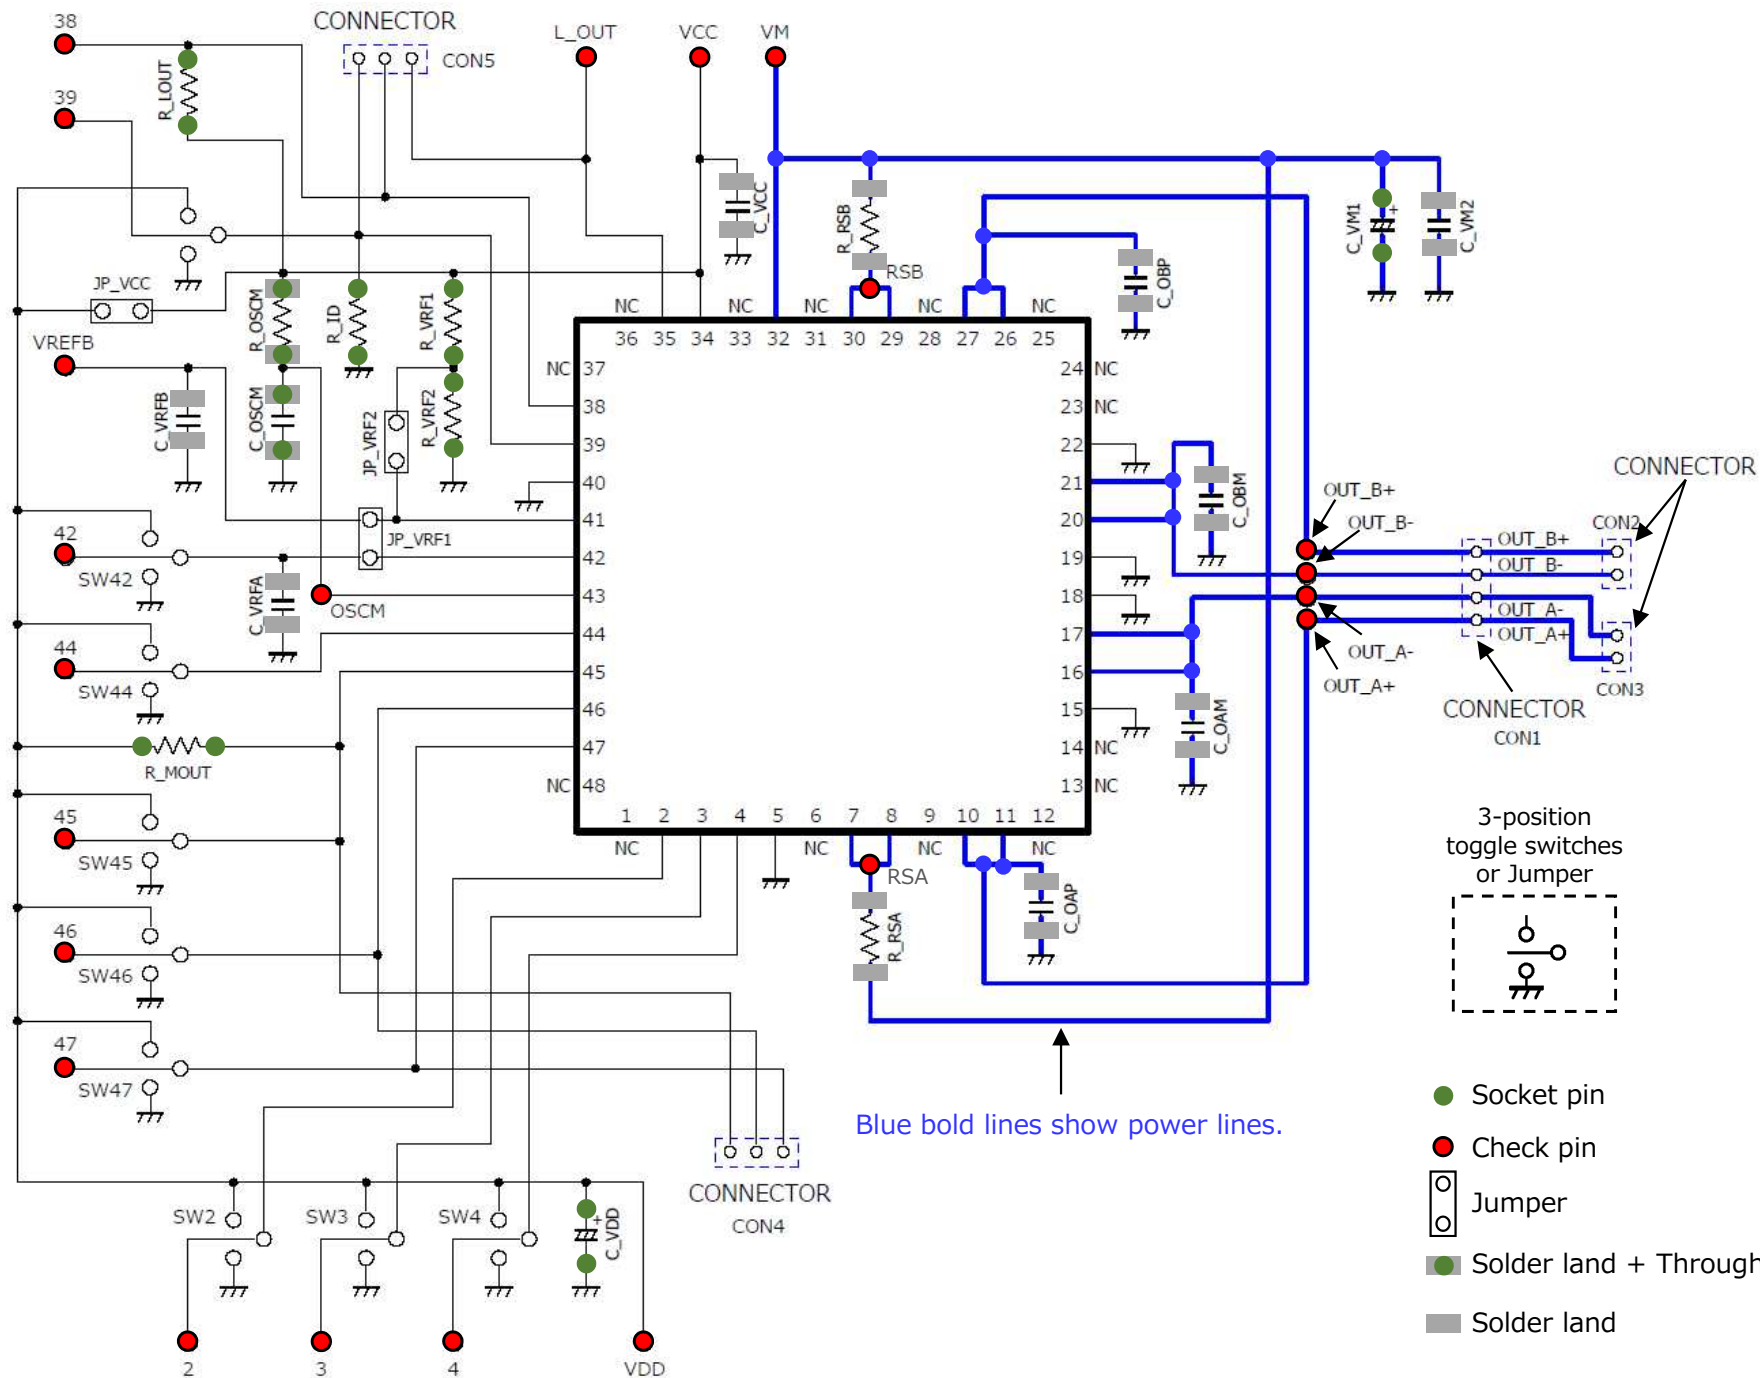 38
CONNECTOR
CON5
L_OUT
VCC
VM
39
R_LOUT
C_VCC
R_RSB
RSB
C_OBP
C_VM1
+
C_VM2
JP_VCC
R_OSCM
R_ID
R_VRF1
VREFB
C_VRFB
C_OSCM
JP_VRF2
R_VRF2
NC
NC
NC
NC
NC
36
35
34
33
32
31
30
29
28
27
26
25
NC 37
38
39
40
41
42
43
44
45
46
47
NC 48
24 NC
23 NC
22
21
20
19
18
17
16
15
14 NC
13 NC
1
2
3
4
5
6
7
8
9
10
11
12
NC
NC
NC
NC
42
SW42
JP_VRF1
C_VRFA
OSCM
44
SW44
R_MOUT
45
SW45
46
SW46
47
SW47
C_OBM
C_OAM
C_OAP
RSA
R_RSA
OUT_B+
OUT_B-
OUT_A-
OUT_A+
OUT_B+
OUT_B-
OUT_A-
OUT_A+
CONNECTOR
CON2
CON3
CONNECTOR
CON1
3-position
toggle switches
or Jumper
Blue bold lines show power lines.
CONNECTOR
CON4
SW2
SW3
SW4
+
C_VDD
2
3
4
VDD
Socket pin
Check pin
Jumper
Solder land + Through
Solder land